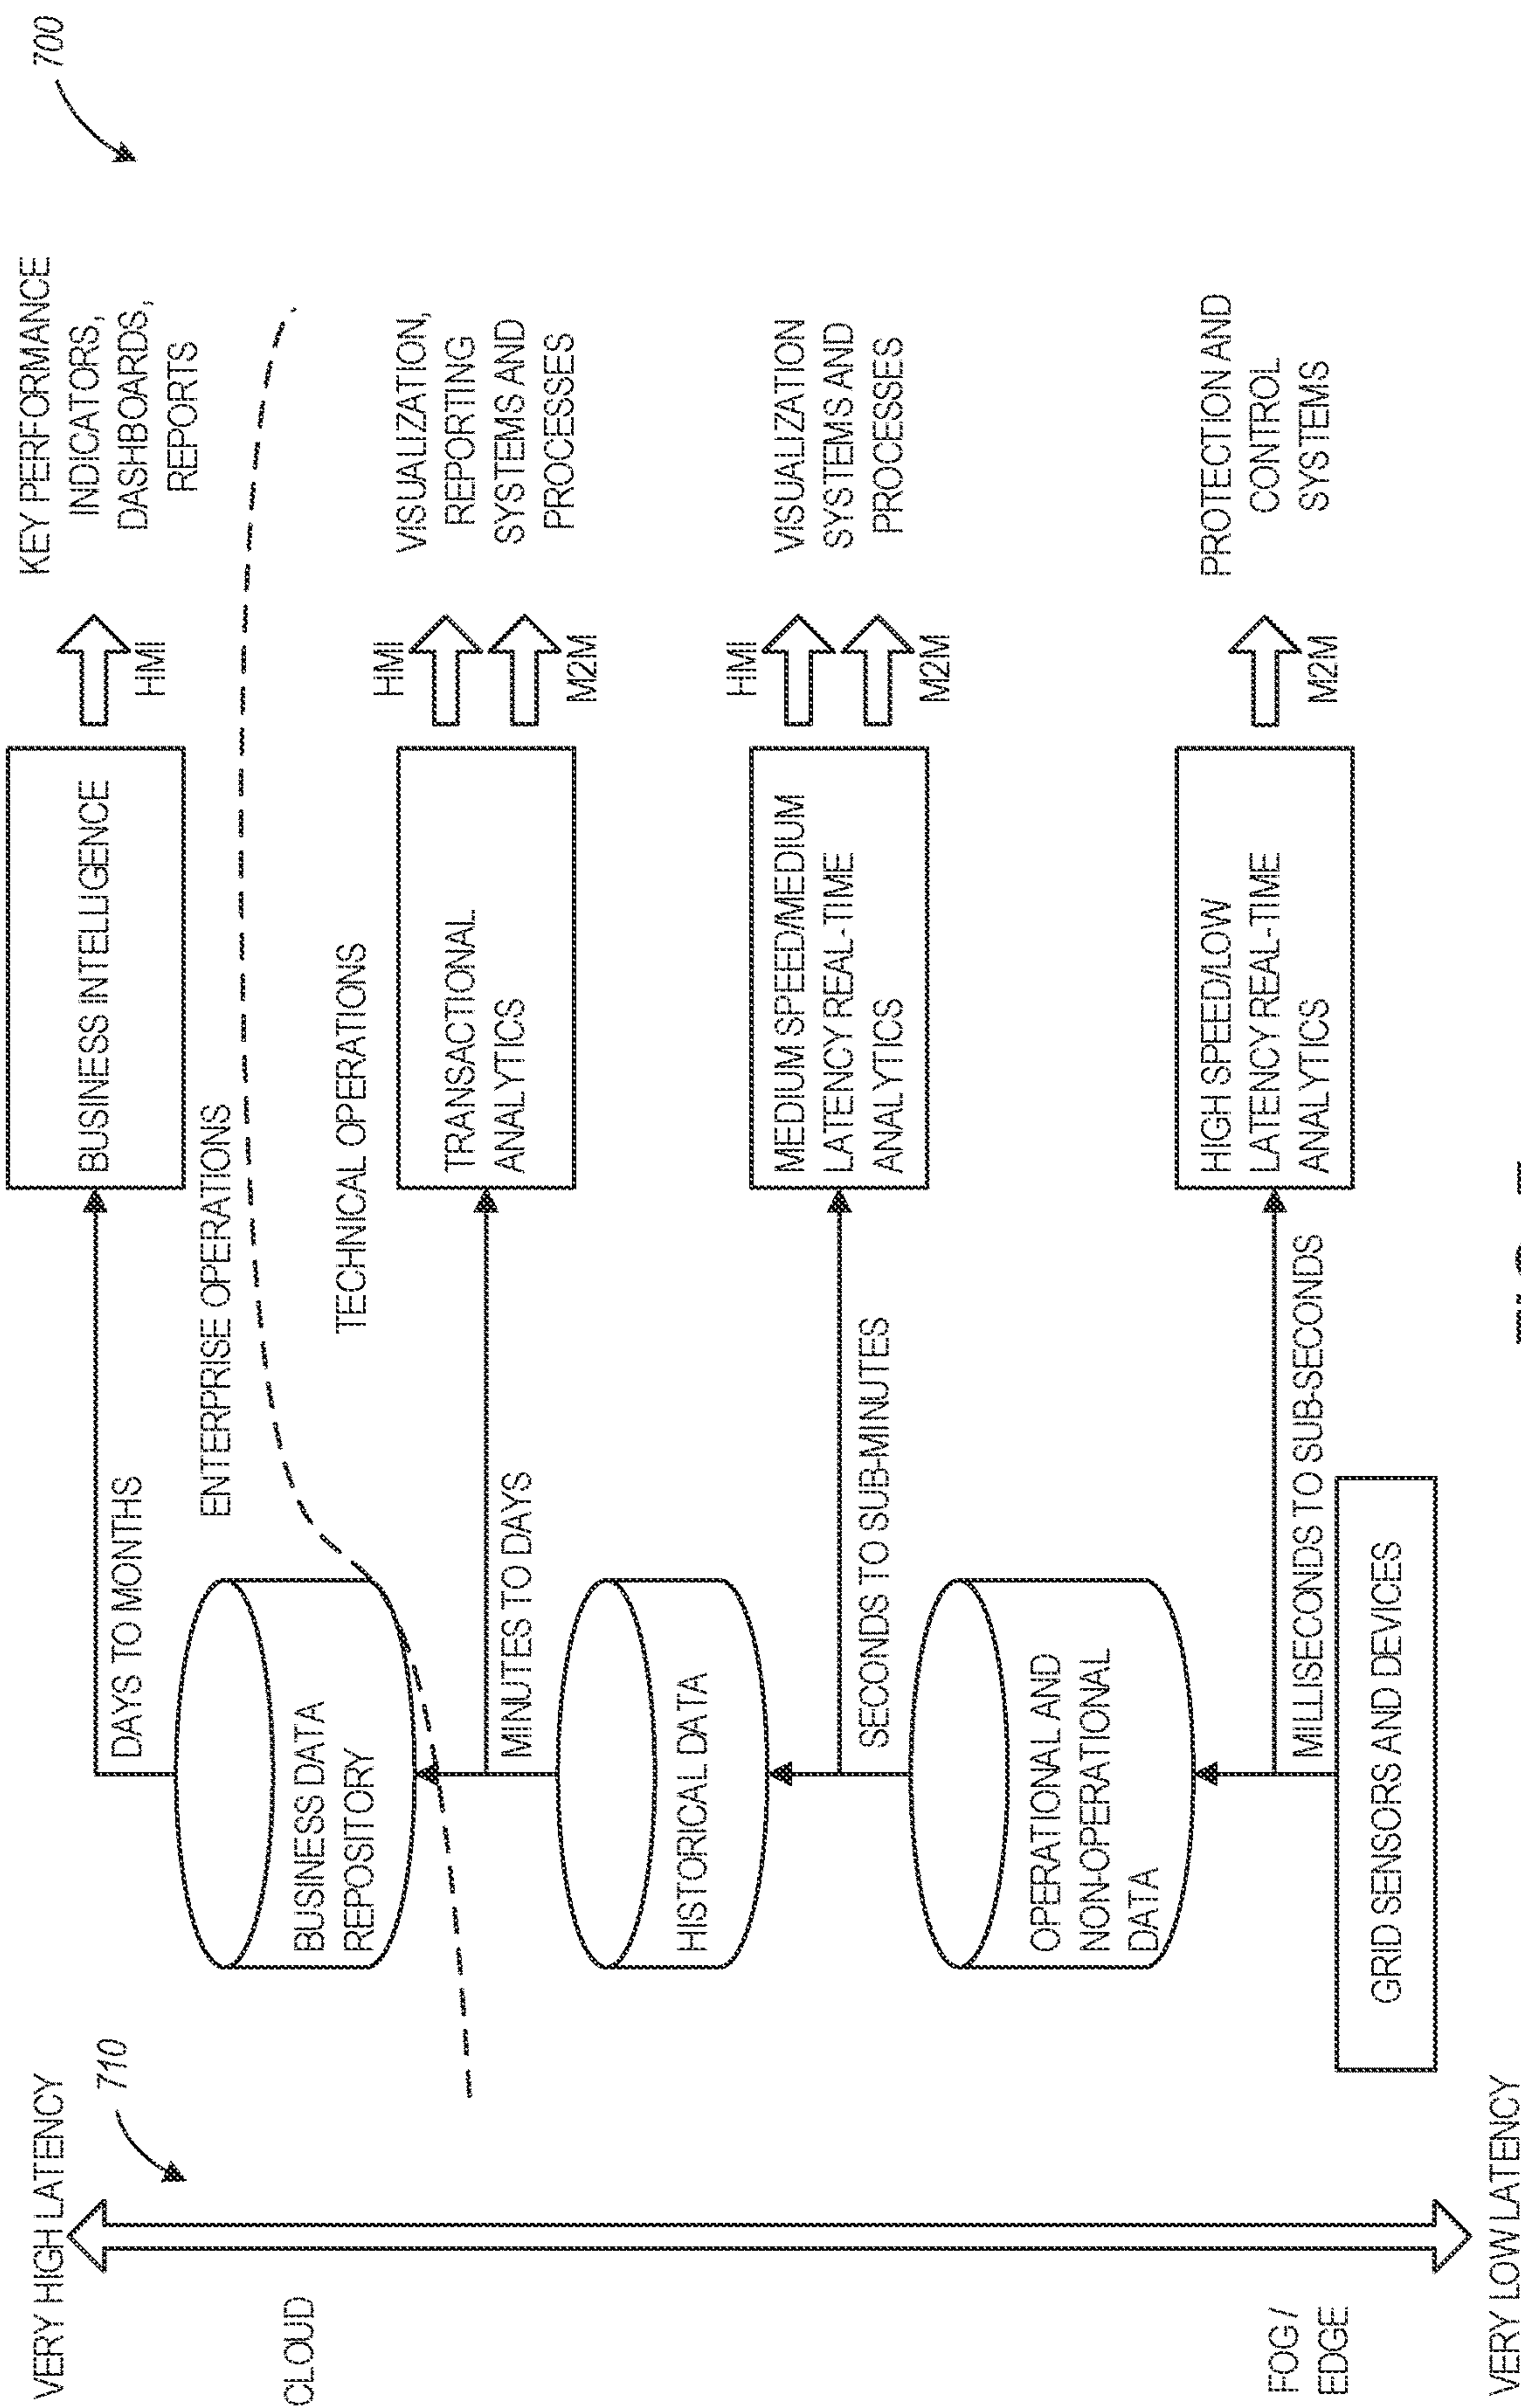 700
VERY HIGH LATENCY
710
CLOUD
FOG /
EDGE
VERY LOW LATENCY
DAYS TO MONTHS
BUSINESS INTELLIGENCE
HMI
KEY PERFORMANCE
INDICATORS,
DASHBOARDS,
REPORTS
BUSINESS DATA
REPOSITORY
ENTERPRISE OPERATIONS
TECHNICAL OPERATIONS
MINUTES TO DAYS
TRANSACTIONAL
ANALYTICS
HMI
M2M
VISUALIZATION,
REPORTING
SYSTEMS AND
PROCESSES
HISTORICAL DATA
SECONDS TO SUB-MINUTES
MEDIUM SPEED/MEDIUM
LATENCY REAL-TIME
ANALYTICS
HMI
M2M
VISUALIZATION
SYSTEMS AND
PROCESSES
OPERATIONAL AND
NON-OPERATIONAL
DATA
MILLISECONDS TO SUB-SECONDS
HIGH SPEED/LOW
LATENCY REAL-TIME
ANALYTICS
M2M
PROTECTION AND
CONTROL
SYSTEMS
GRID SENSORS AND DEVICES